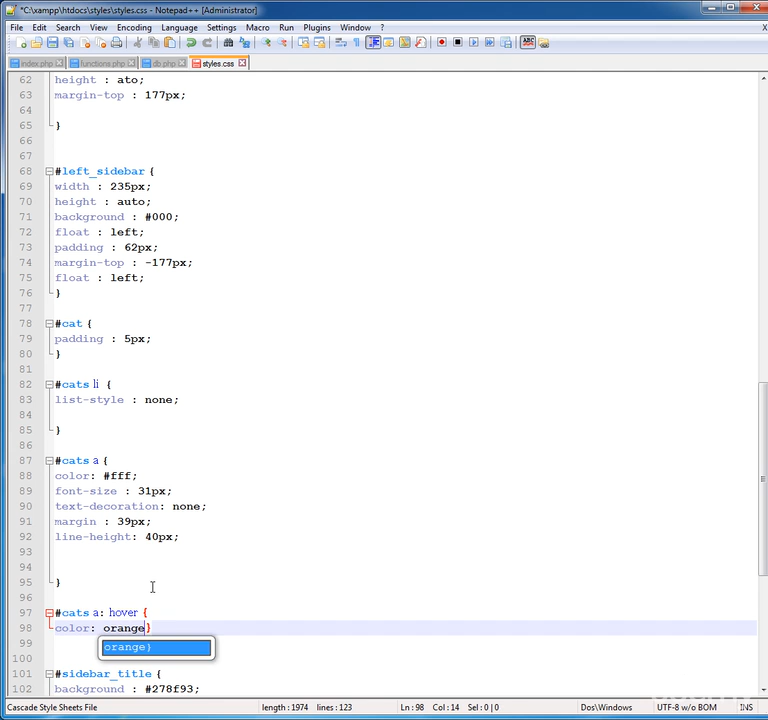 *C:\xampp\htdocs\styles\styles.css - Notepad++ [Administrator]
File Edit Search View Encoding Language Settings Macro Run Plugins Window ? X
index.php functions.php db.php styles.css
62 height : ato;
63 margin-top : 177px;
64
65 }
66
67
68 #left_sidebar {
69 width : 235px;
70 height : auto;
71 background : #000;
72 float : left;
73 padding : 62px;
74 margin-top : -177px;
75 float : left;
76 }
77
78 #cat {
79 padding : 5px;
80 }
81
82 #cats li {
83 list-style : none;
84
85 }
86
87 #cats a {
88 color: #fff;
89 font-size : 31px;
90 text-decoration: none;
91 margin : 39px;
92 line-height: 40px;
93
94
95 }
96
97 #cats a: hover {
98 color: orange}
99 orange}
100
101 #sidebar_title {
102 background : #278f93;
Cascade Style Sheets File length : 1974 lines : 123 Ln : 98 Col : 14 Sel : 0 | 0 Dos\Windows UTF-8 w/o BOM INS